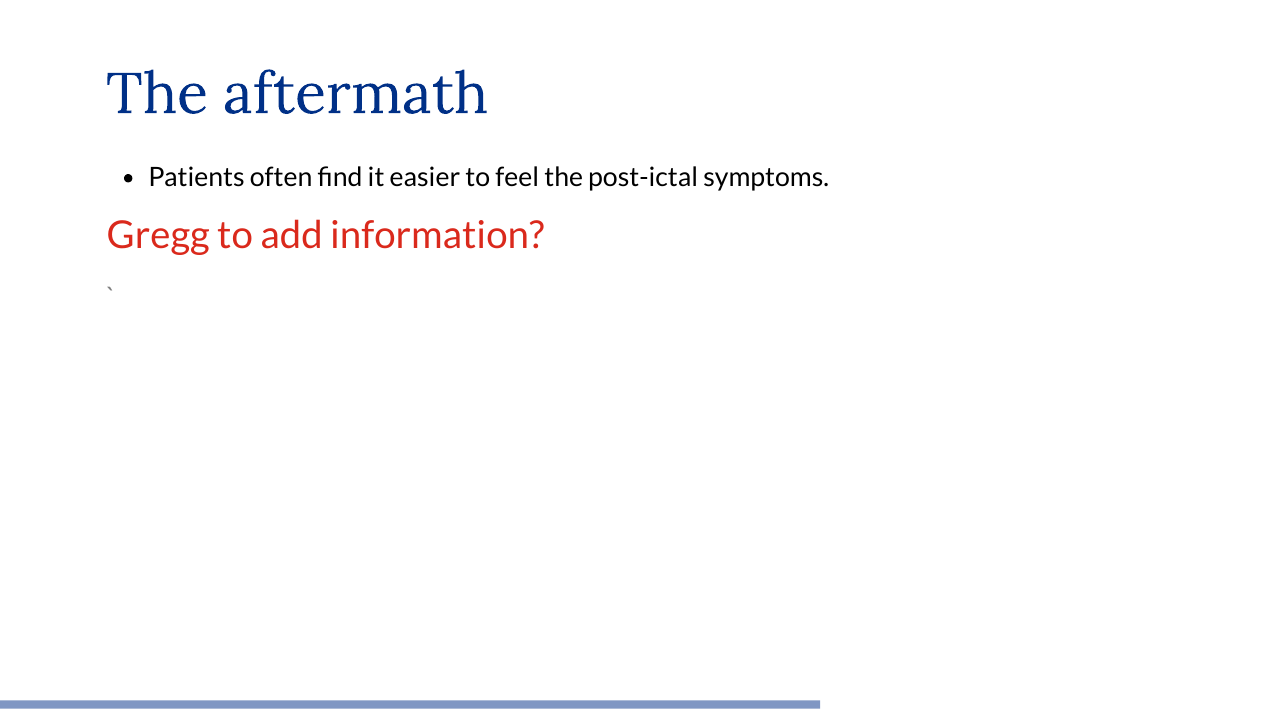 The aftermath
• Patients often find it easier to feel the post-ictal symptoms.
Gregg to add information?
`